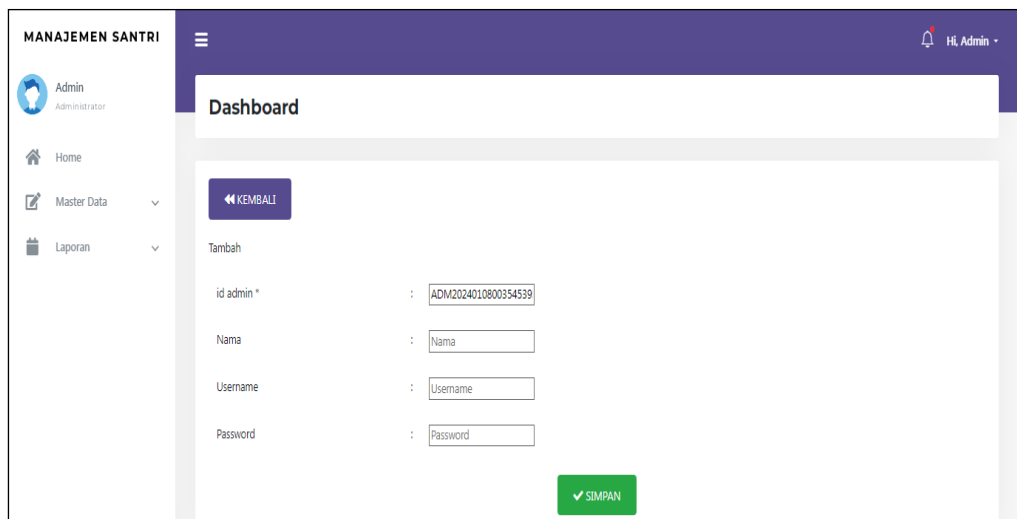 MANAJEMEN SANTRI
Hi, Admin
Admin
Administrator
Home
Master Data
Laporan
Dashboard
KEMBALI
Tambah
id admin * : ADM2024010800354539
Nama : Nama
Username : Username
Password : Password
SIMPAN